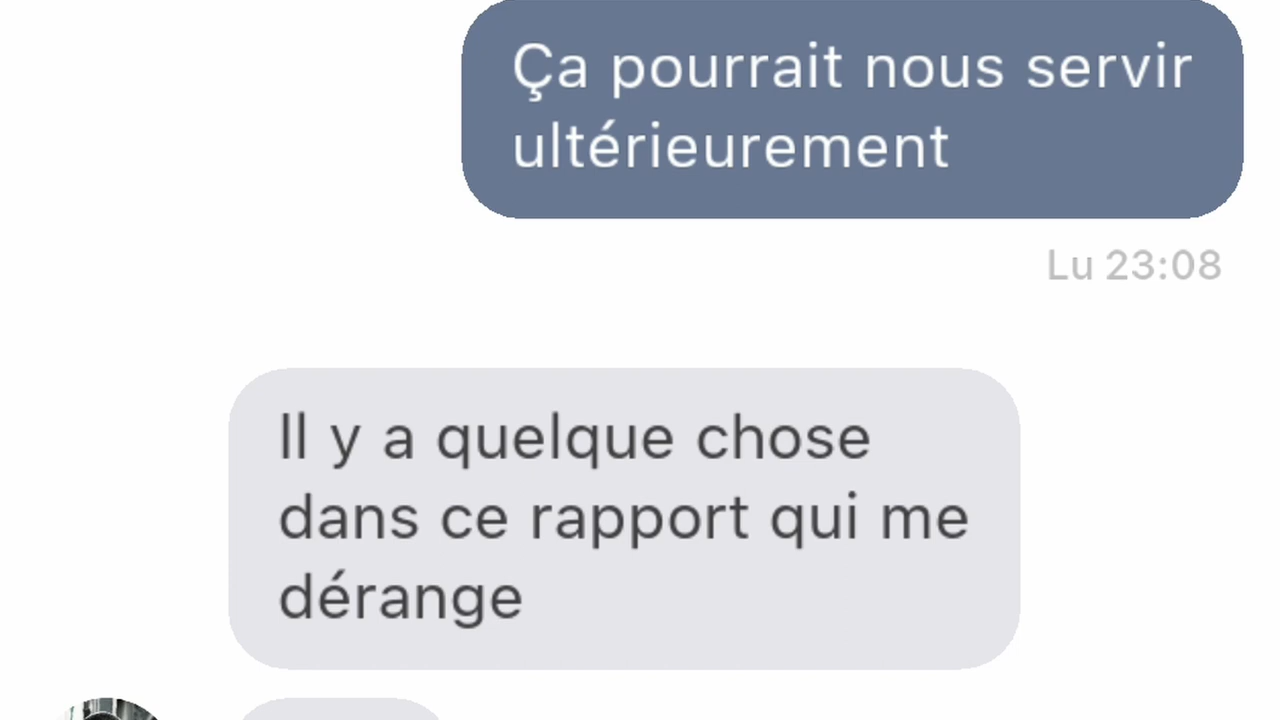 Ça pourrait nous servir
ultérieurement
Lu 23:08
Il y a quelque chose
dans ce rapport qui me
dérange